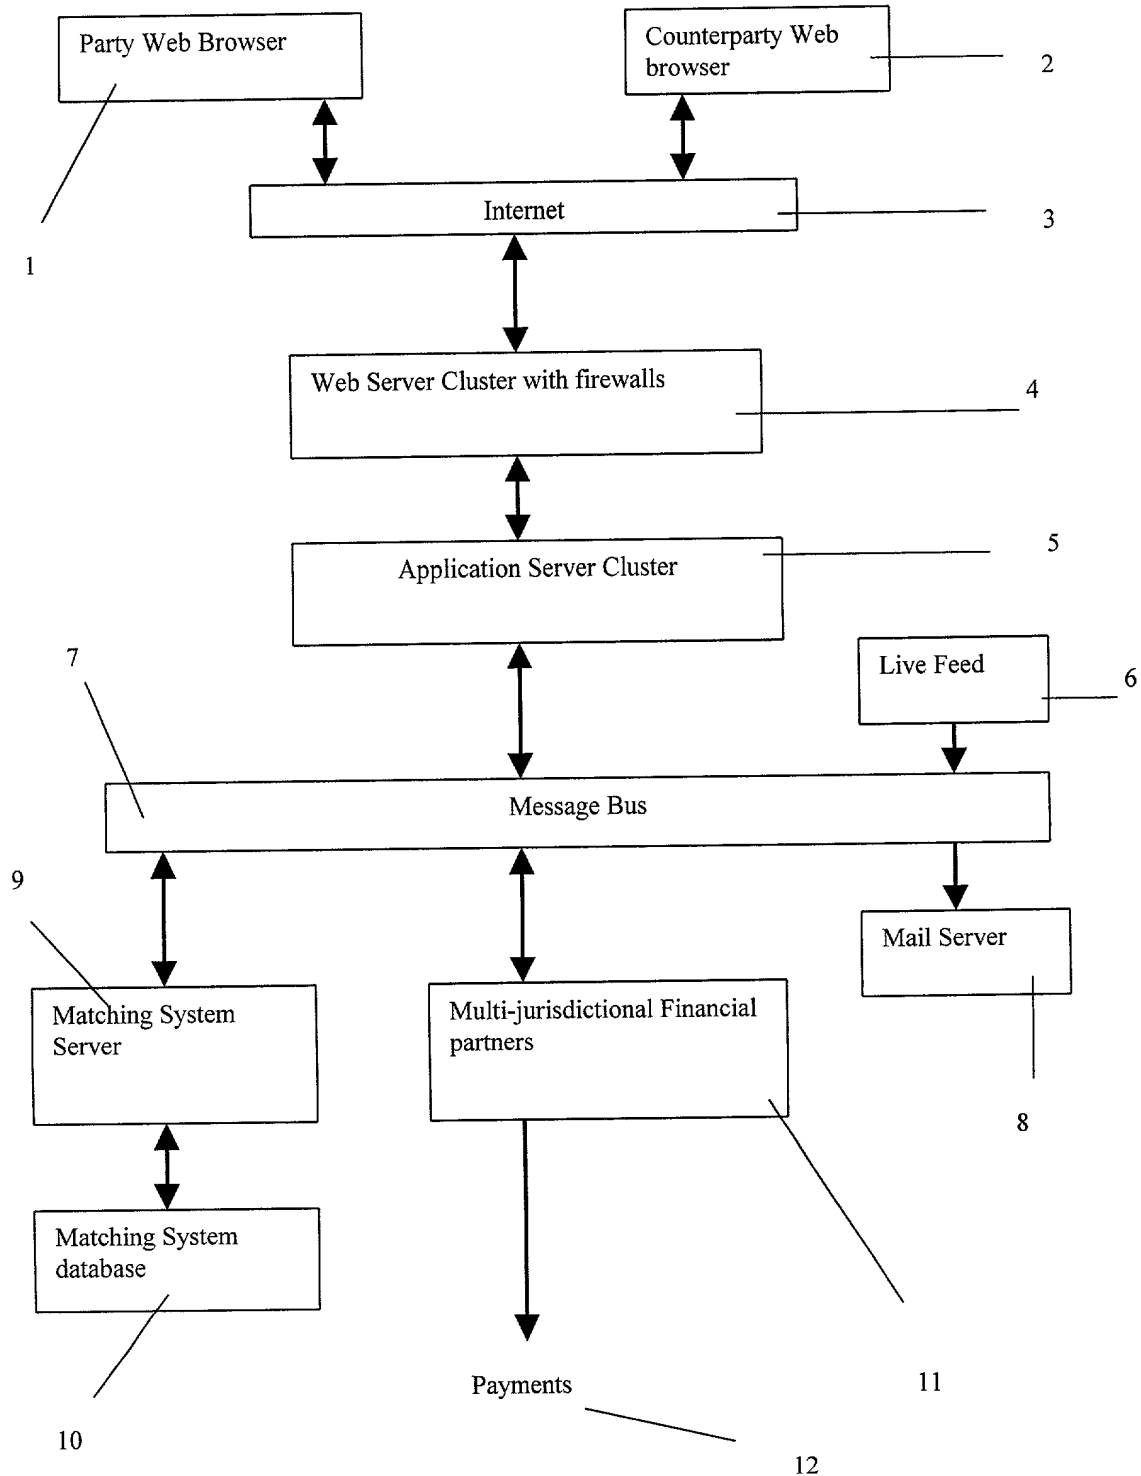 Party Web Browser
Counterparty Web
browser
2
1
Internet
3
Web Server Cluster with firewalls
4
Application Server Cluster
5
7
Live Feed
6
Message Bus
9
Mail Server
8
Matching System
Server
Multi-jurisdictional Financial
partners
Matching System
database
10
Payments
11
12